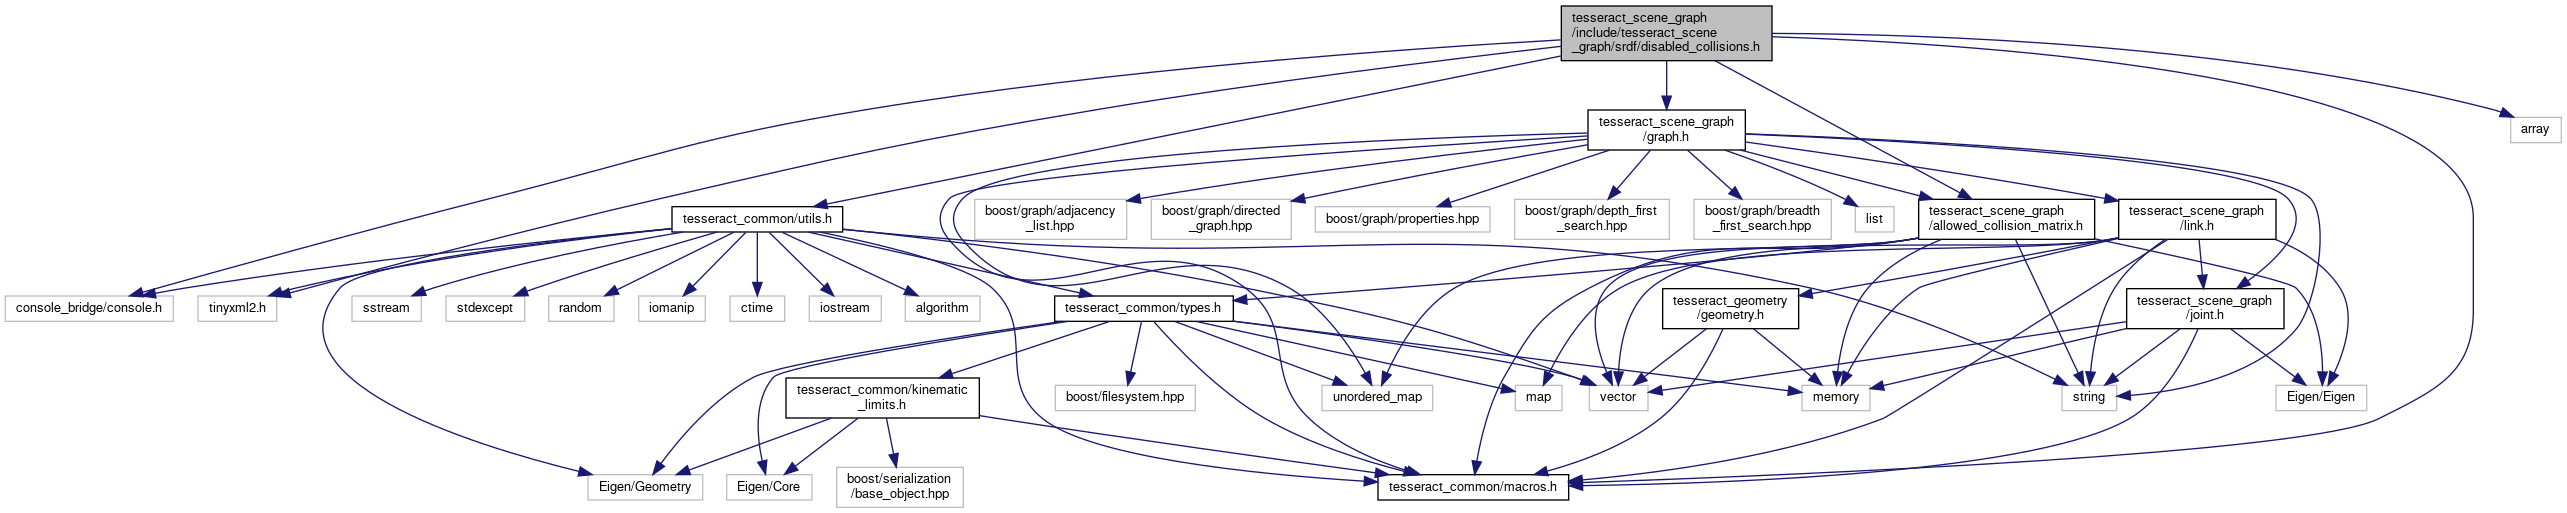 tesseract_scene_graph
/include/tesseract_scene
_graph/srdf/disabled_collisions.h
array
tesseract_scene_graph
/graph.h
tesseract_common/utils.h
boost/graph/adjacency
_list.hpp
boost/graph/directed
_graph.hpp
boost/graph/properties.hpp
boost/graph/depth_first
_search.hpp
boost/graph/breadth
_first_search.hpp
list
tesseract_scene_graph
/allowed_collision_matrix.h
tesseract_scene_graph
/link.h
console_bridge/console.h
tinyxml2.h
sstream
stdexcept
random
iomanip
ctime
iostream
algorithm
tesseract_common/types.h
tesseract_geometry
/geometry.h
tesseract_scene_graph
/joint.h
tesseract_common/kinematic
_limits.h
boost/filesystem.hpp
unordered_map
map
vector
memory
string
Eigen/Eigen
Eigen/Geometry
Eigen/Core
boost/serialization
/base_object.hpp
tesseract_common/macros.h